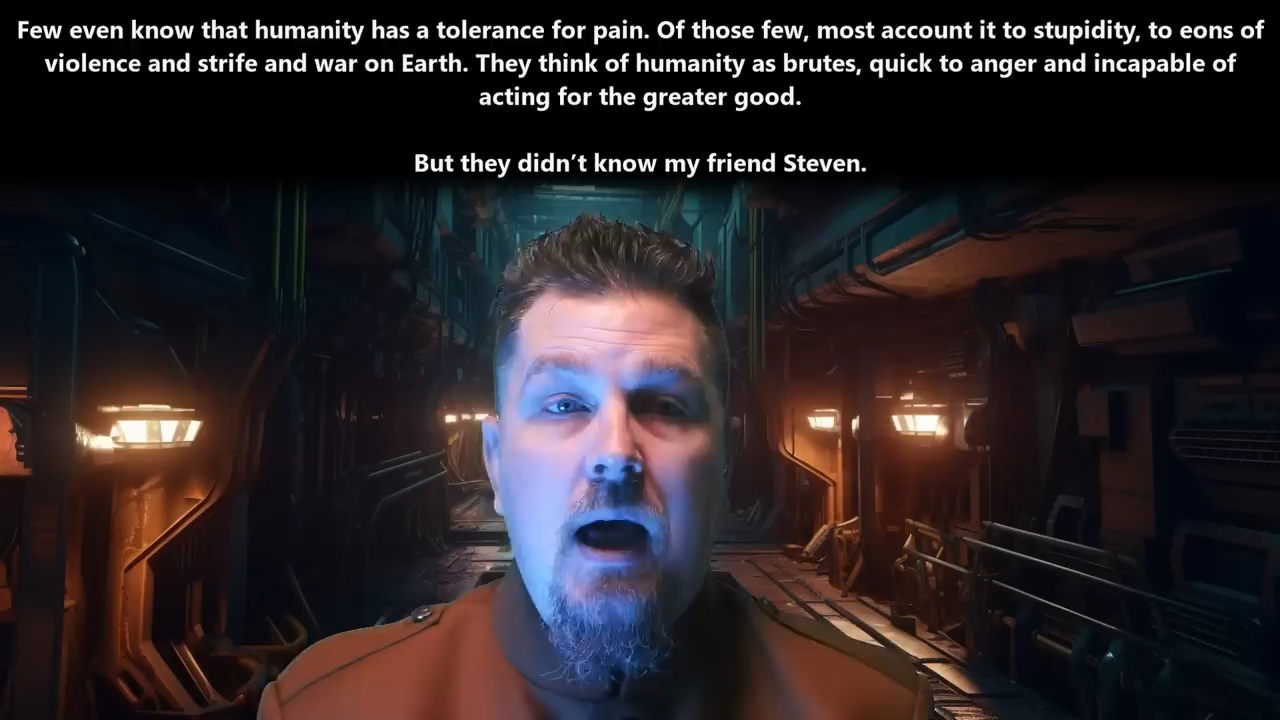 Few even know that humanity has a tolerance for pain. Of those few, most account it to stupidity, to eons of
violence and strife and war on Earth. They think of humanity as brutes, quick to anger and incapable of
acting for the greater good.
But they didn’t know my friend Steven.